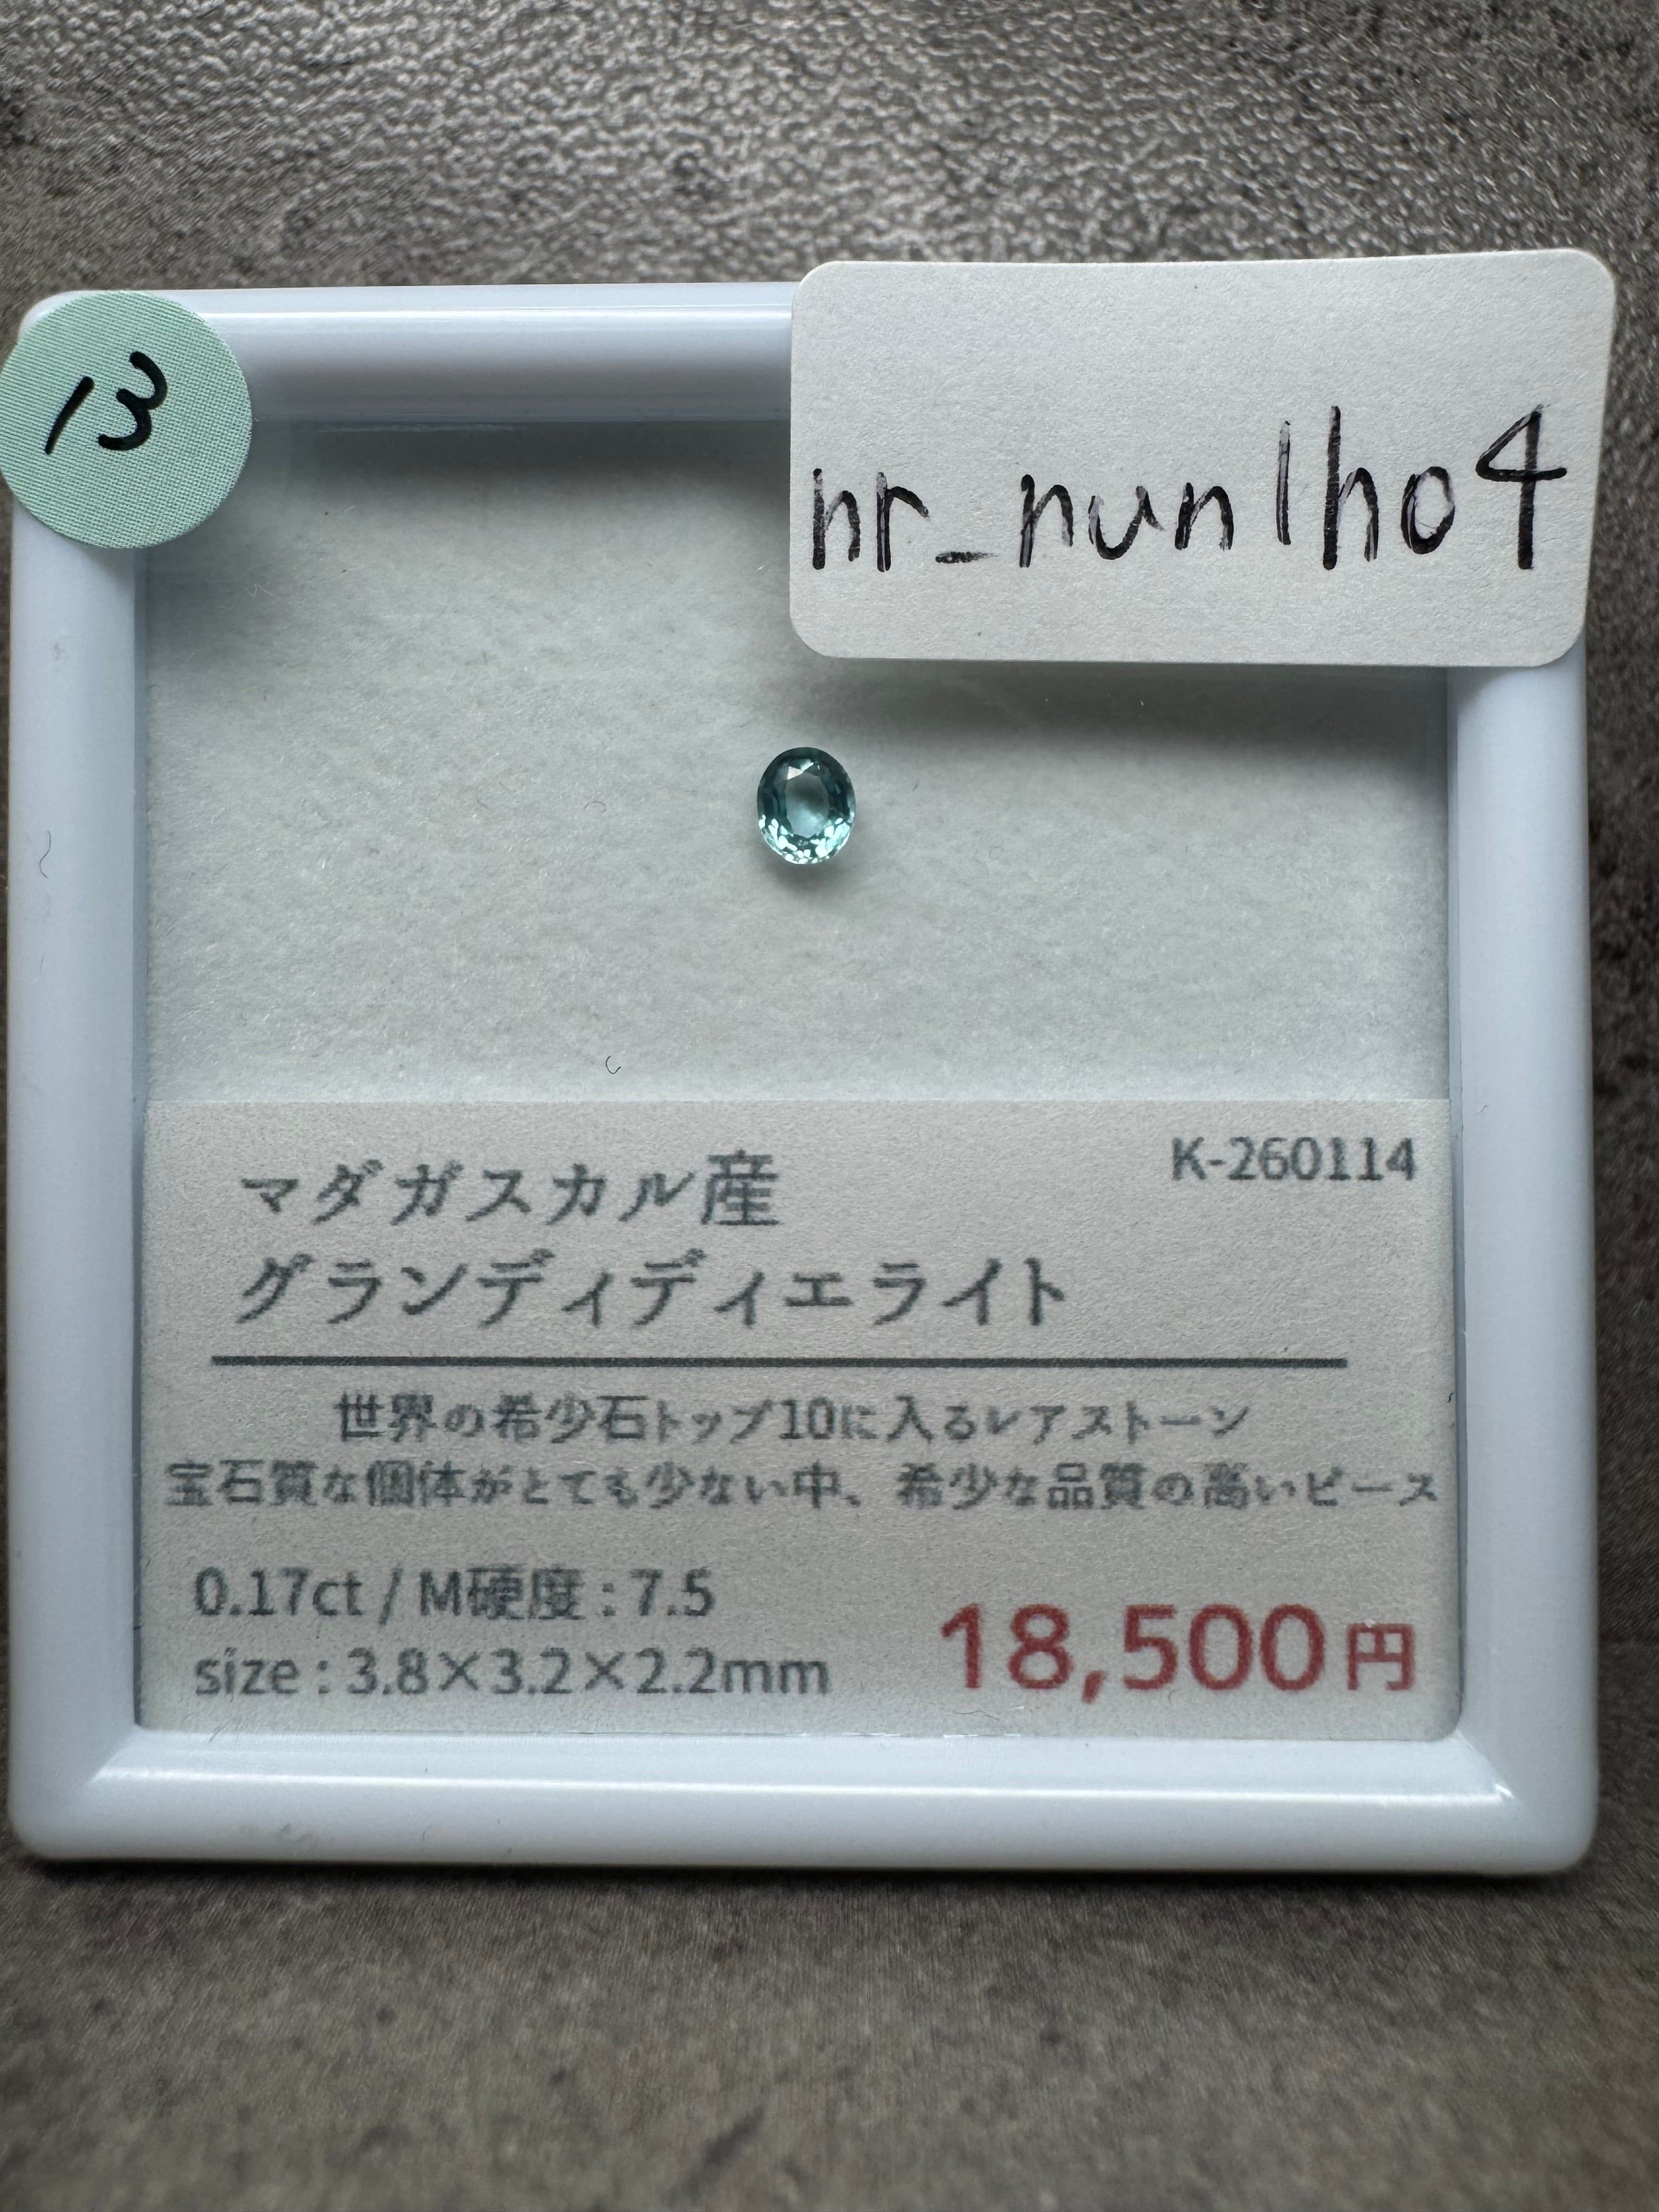 13
nr_nun1ho4
K-260114
マダガスカル産
グランディディエライト
世界の希少石トップ10に入るレアストーン
宝石質な個体がとても少ない中、希少な品質の高いピース
0.17ct / M硬度 : 7.5
size : 3.8×3.2×2.2mm
18,500円